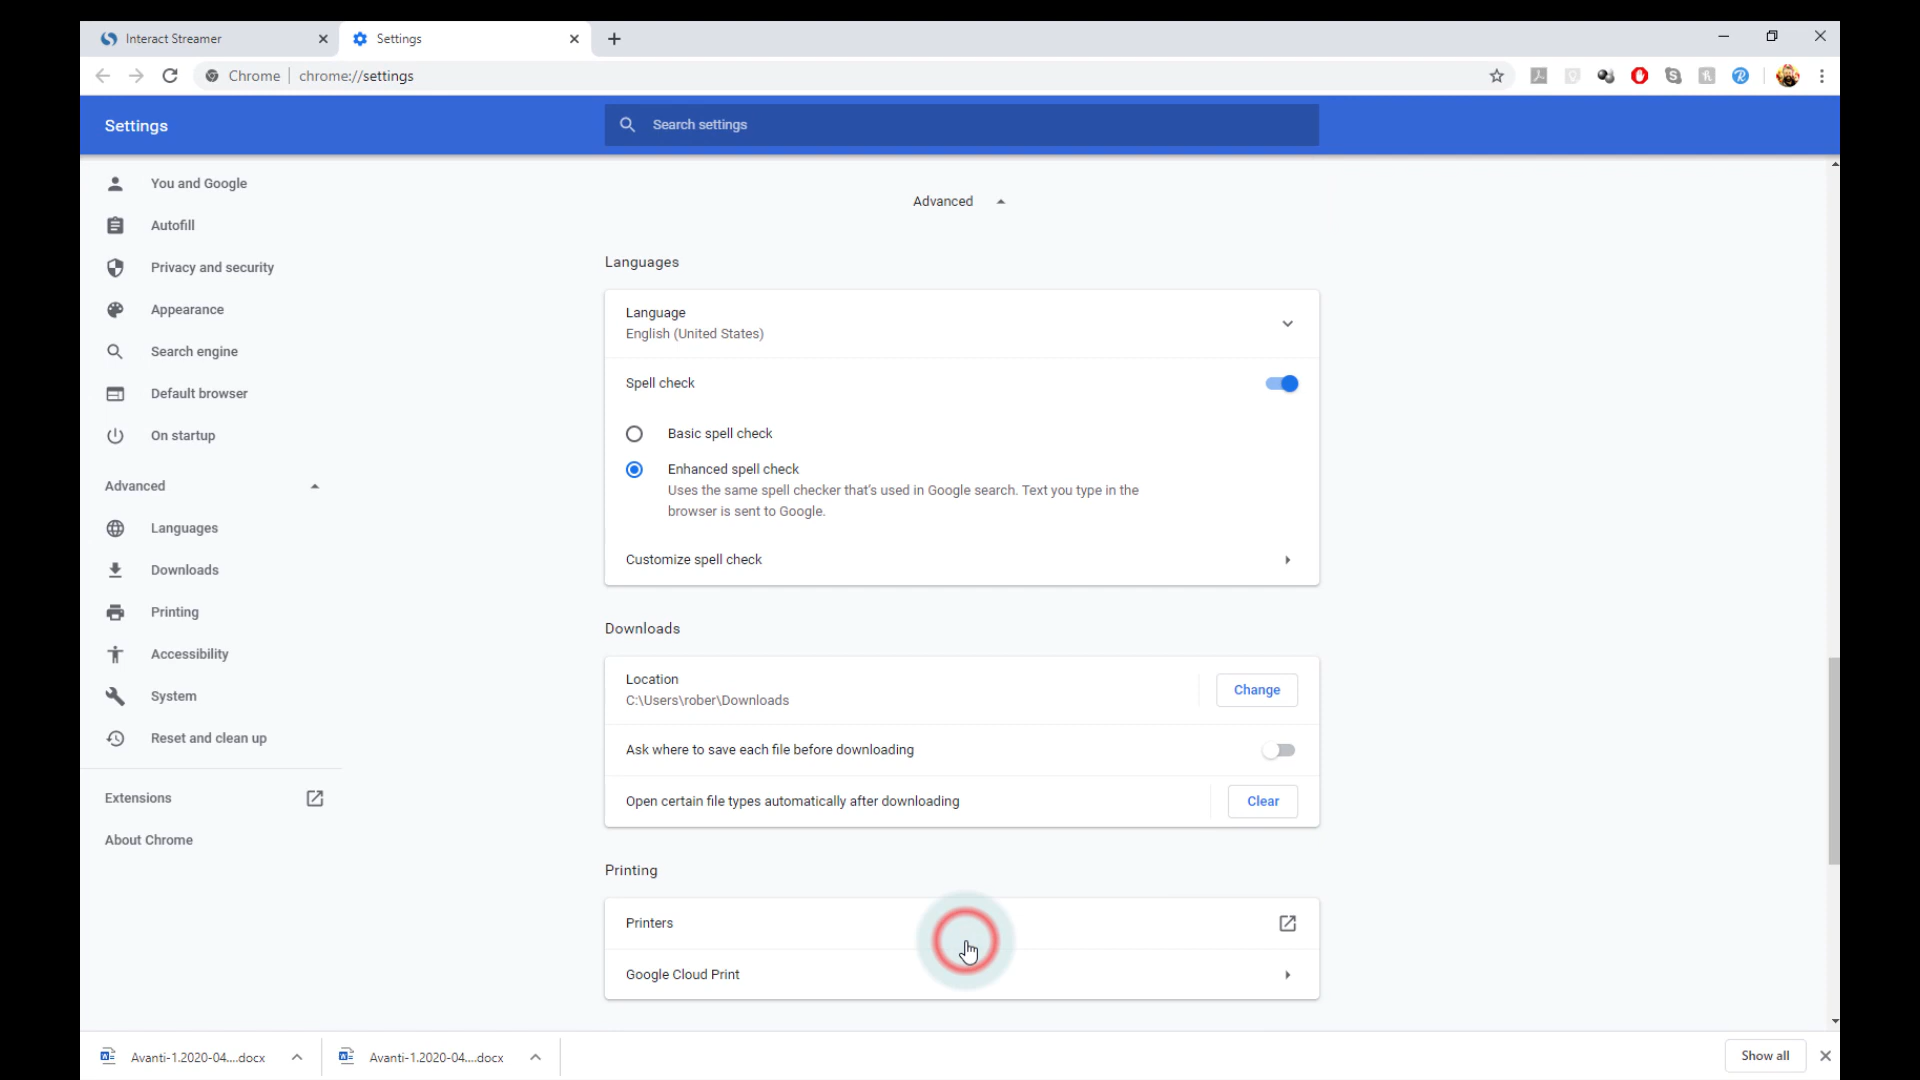 Interact Streamer
Settings
Chrome
chrome://settings
Settings
Search settings
You and Google
Autofill
Privacy and security
Appearance
Search engine
Default browser
On startup
Advanced
Languages
Downloads
Printing
Accessibility
System
Reset and clean up
Extensions
About Chrome
Advanced
Languages
Language
English (United States)
Spell check
Basic spell check
Enhanced spell check
Uses the same spell checker that's used in Google search. Text you type in the
browser is sent to Google.
Customize spell check
Downloads
Location
C:\Users\rober\Downloads
Change
Ask where to save each file before downloading
Open certain file types automatically after downloading
Clear
Printing
Printers
Google Cloud Print
Avanti-1.2020-04....docx
Avanti-1.2020-04....docx
Show all